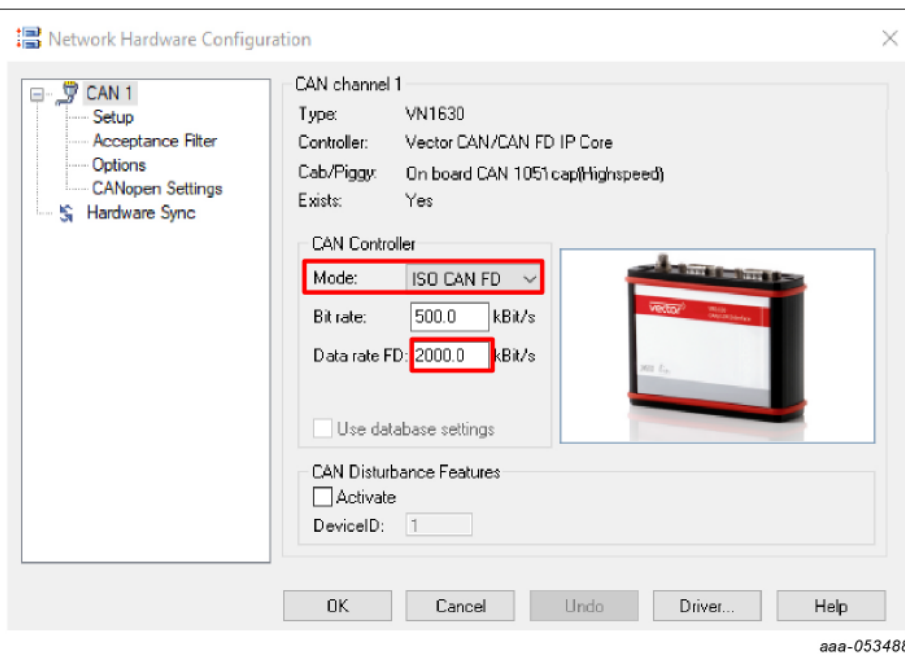 Network Hardware Configuration
CAN 1
Setup
Acceptance Filter
Options
CANopen Settings
Hardware Sync
CAN channel 1
Type: VN1630
Controller: Vector CAN/CAN FD IP Core
Cab/Piggy: On board CAN 1051cap(Highspeed)
Exists: Yes
CAN Controller
Mode: ISO CAN FD
Bit rate: 500.0 kBit/s
Data rate FD: 2000.0 kBit/s
Use database settings
vector
CAN Disturbance Features
Activate
DeviceID: 1
OK Cancel Undo Driver... Help
aaa-053488